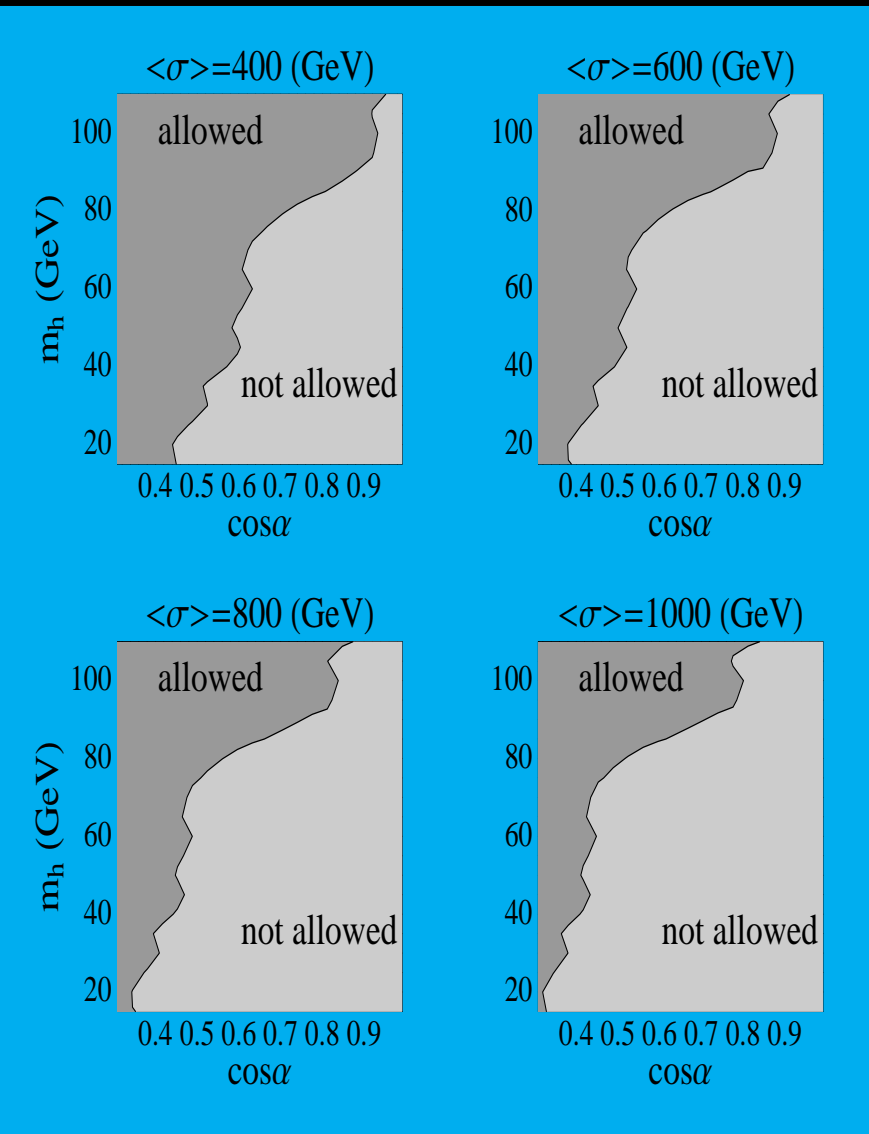 <σ>=400 (GeV)
allowed
not allowed
100
80
60
40
20
m_h (GeV)
0.4 0.5 0.6 0.7 0.8 0.9
cosα
<σ>=600 (GeV)
allowed
not allowed
100
80
60
40
20
0.4 0.5 0.6 0.7 0.8 0.9
cosα
<σ>=800 (GeV)
allowed
not allowed
100
80
60
40
20
m_h (GeV)
0.4 0.5 0.6 0.7 0.8 0.9
cosα
<σ>=1000 (GeV)
allowed
not allowed
100
80
60
40
20
0.4 0.5 0.6 0.7 0.8 0.9
cosα